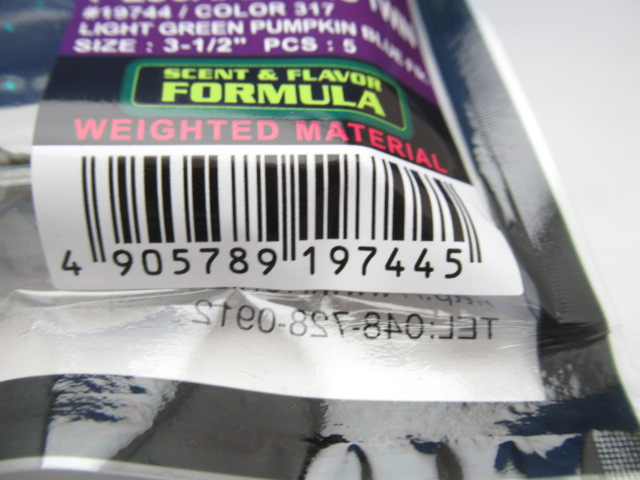 #19744 / COLOR 317
LIGHT GREEN PUMPKIN BLUE
SIZE : 3-1/2" PCS : 5
SCENT & FLAVOR
FORMULA
WEIGHTED MATERIAL
4 905789 197445
TEL:048-728-0912